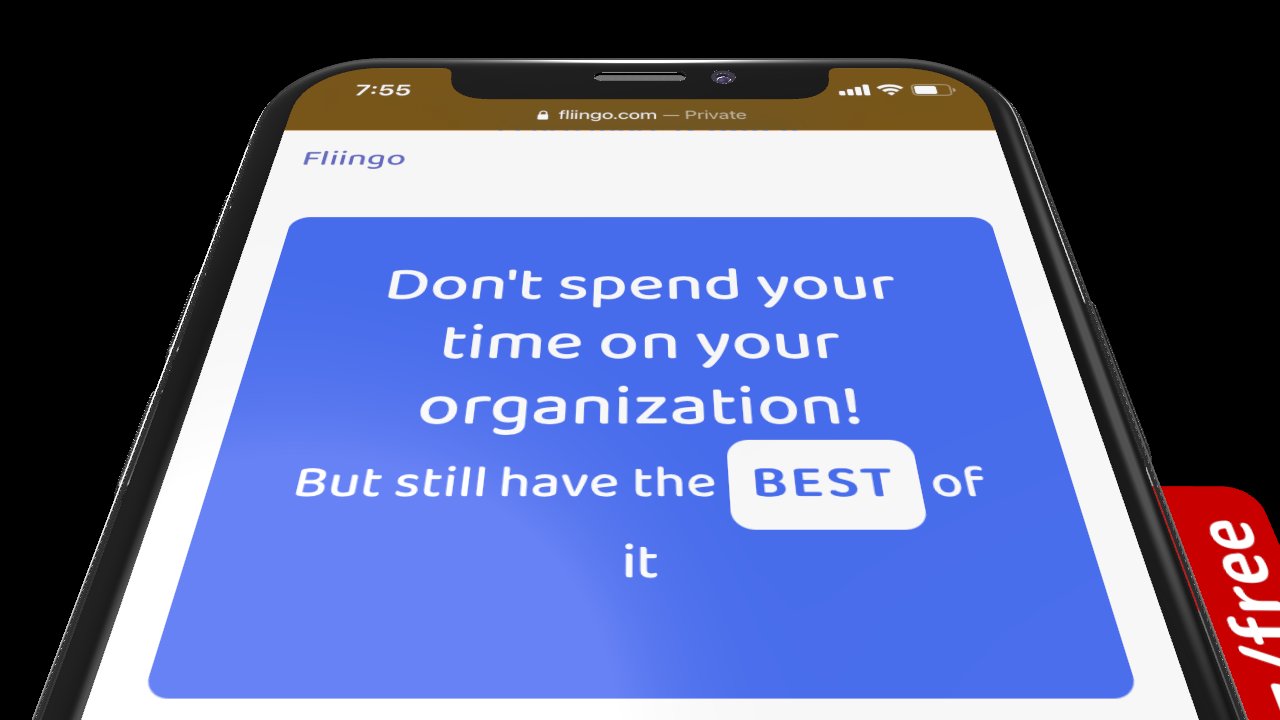 7:55
fliingo.com — Private
Fliingo
Don't spend your
time on your
organization!
But still have the BEST of
it
/free